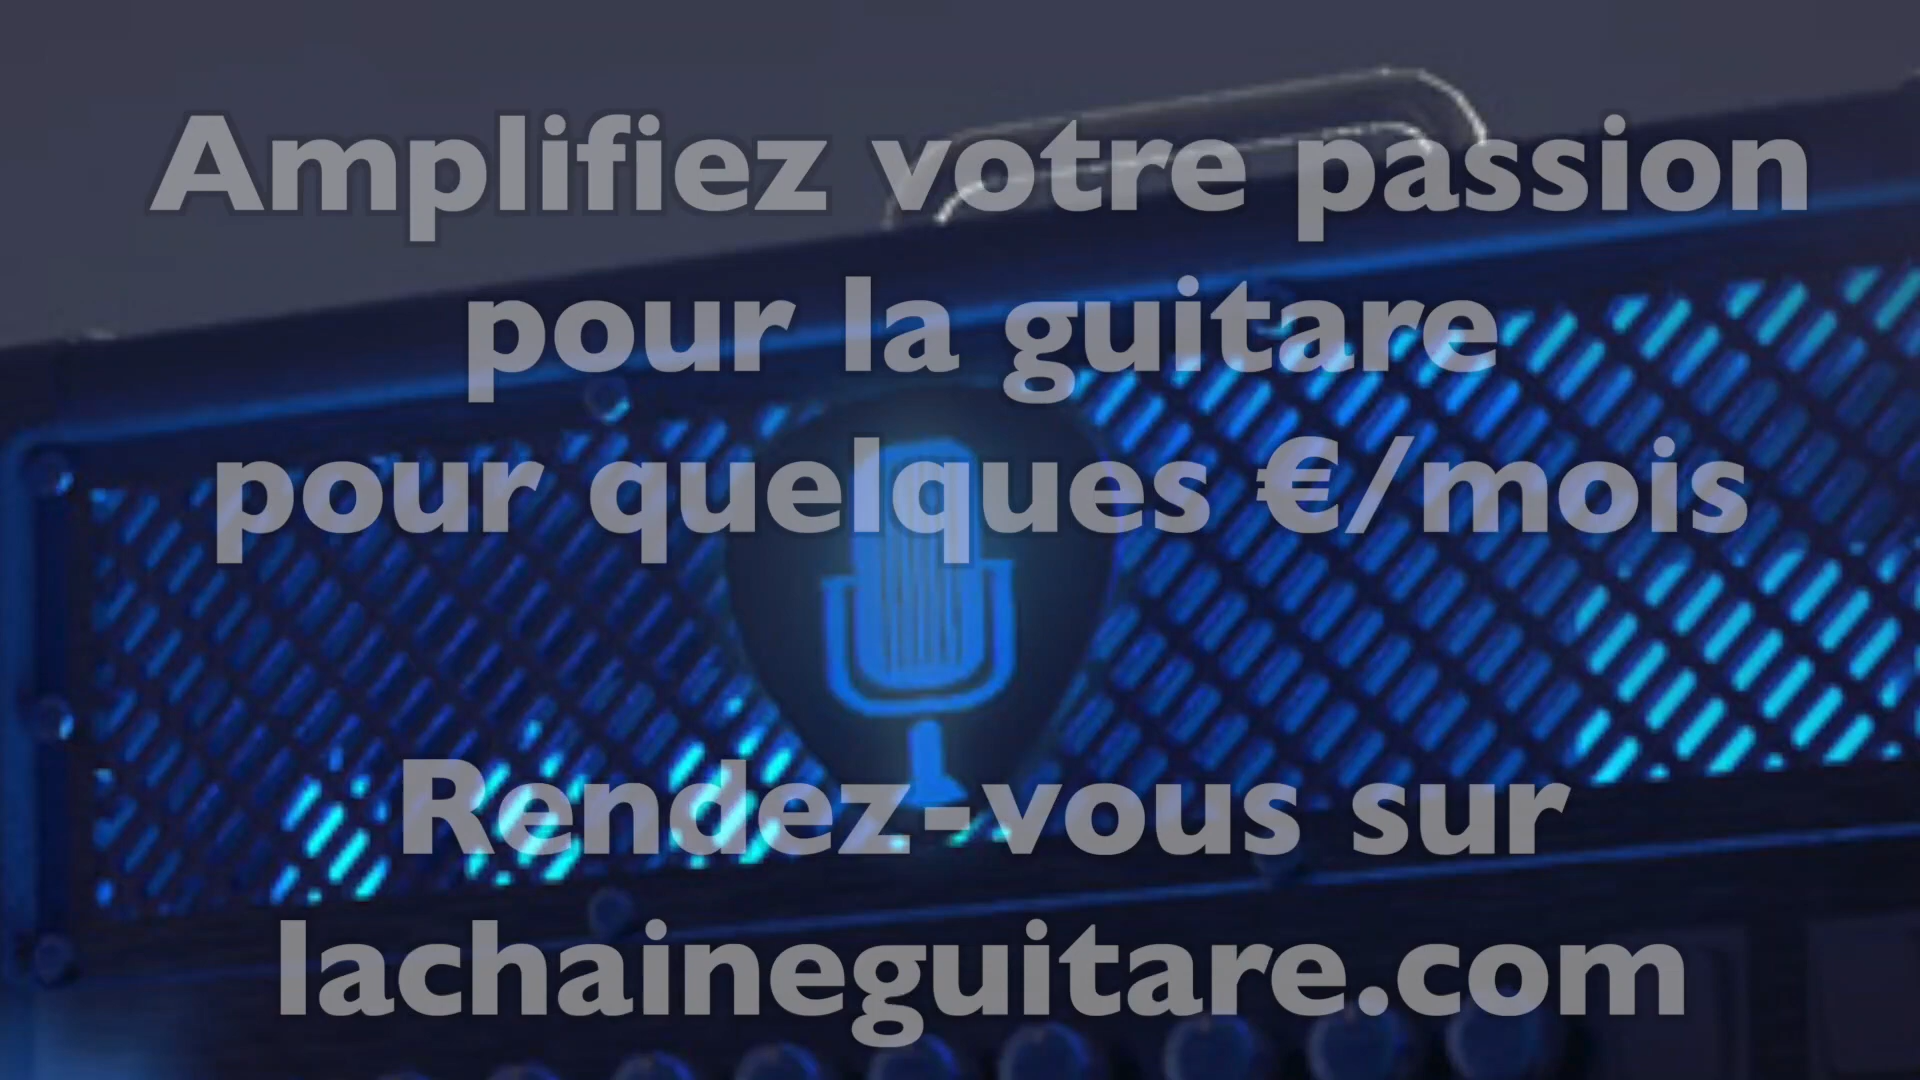 Amplifiez votre passion
pour la guitare
pour quelques €/mois
Rendez-vous sur
lachaineguitare.com